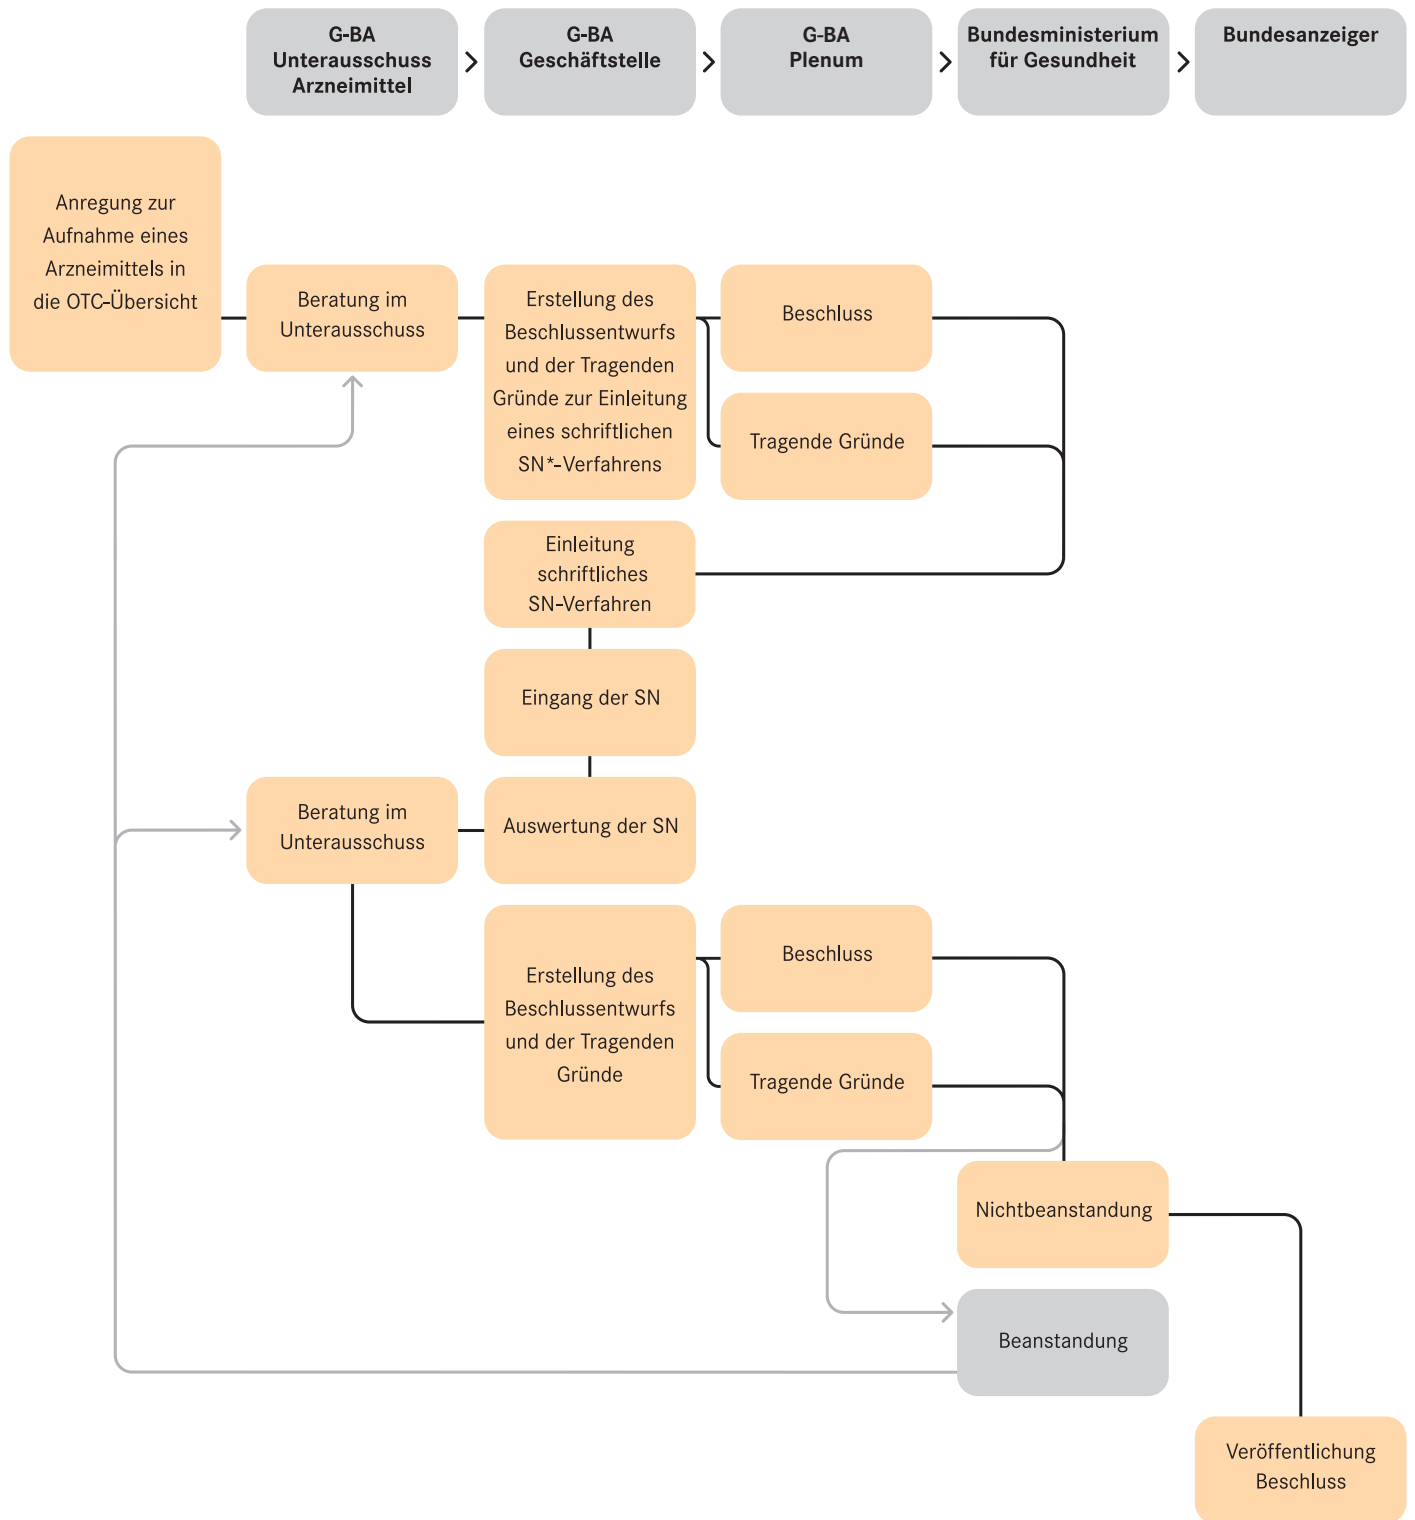 G-BA
Unterausschuss
Arzneimittel
G-BA
Geschäftstelle
G-BA
Plenum
Bundesministerium
für Gesundheit
Bundesanzeiger
Anregung zur
Aufnahme eines
Arzneimittels in
die OTC-Übersicht
Beratung im
Unterausschuss
Erstellung des
Beschlussentwurfs
und der Tragenden
Gründe zur Einleitung
eines schriftlichen
SN*-Verfahrens
Beschluss
Tragende Gründe
Einleitung
schriftliches
SN-Verfahren
Eingang der SN
Beratung im
Unterausschuss
Auswertung der SN
Erstellung des
Beschlussentwurfs
und der Tragenden
Gründe
Beschluss
Tragende Gründe
Nichtbeanstandung
Beanstandung
Veröffentlichung
Beschluss